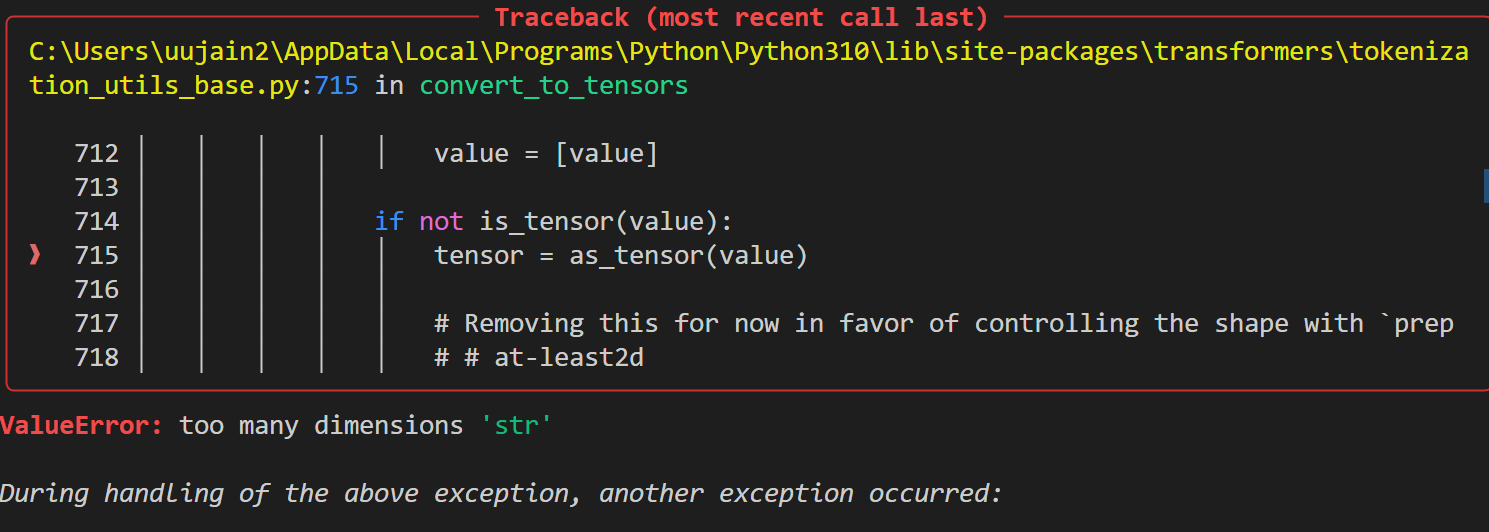 Traceback (most recent call last)
C:\Users\uujain2\AppData\Local\Programs\Python\Python310\lib\site-packages\transformers\tokeniza
tion_utils_base.py:715 in convert_to_tensors
712 value = [value]
713
714 if not is_tensor(value):
❱ 715 tensor = as_tensor(value)
716
717 # Removing this for now in favor of controlling the shape with `prep
718 # # at-least2d
ValueError: too many dimensions 'str'
During handling of the above exception, another exception occurred: